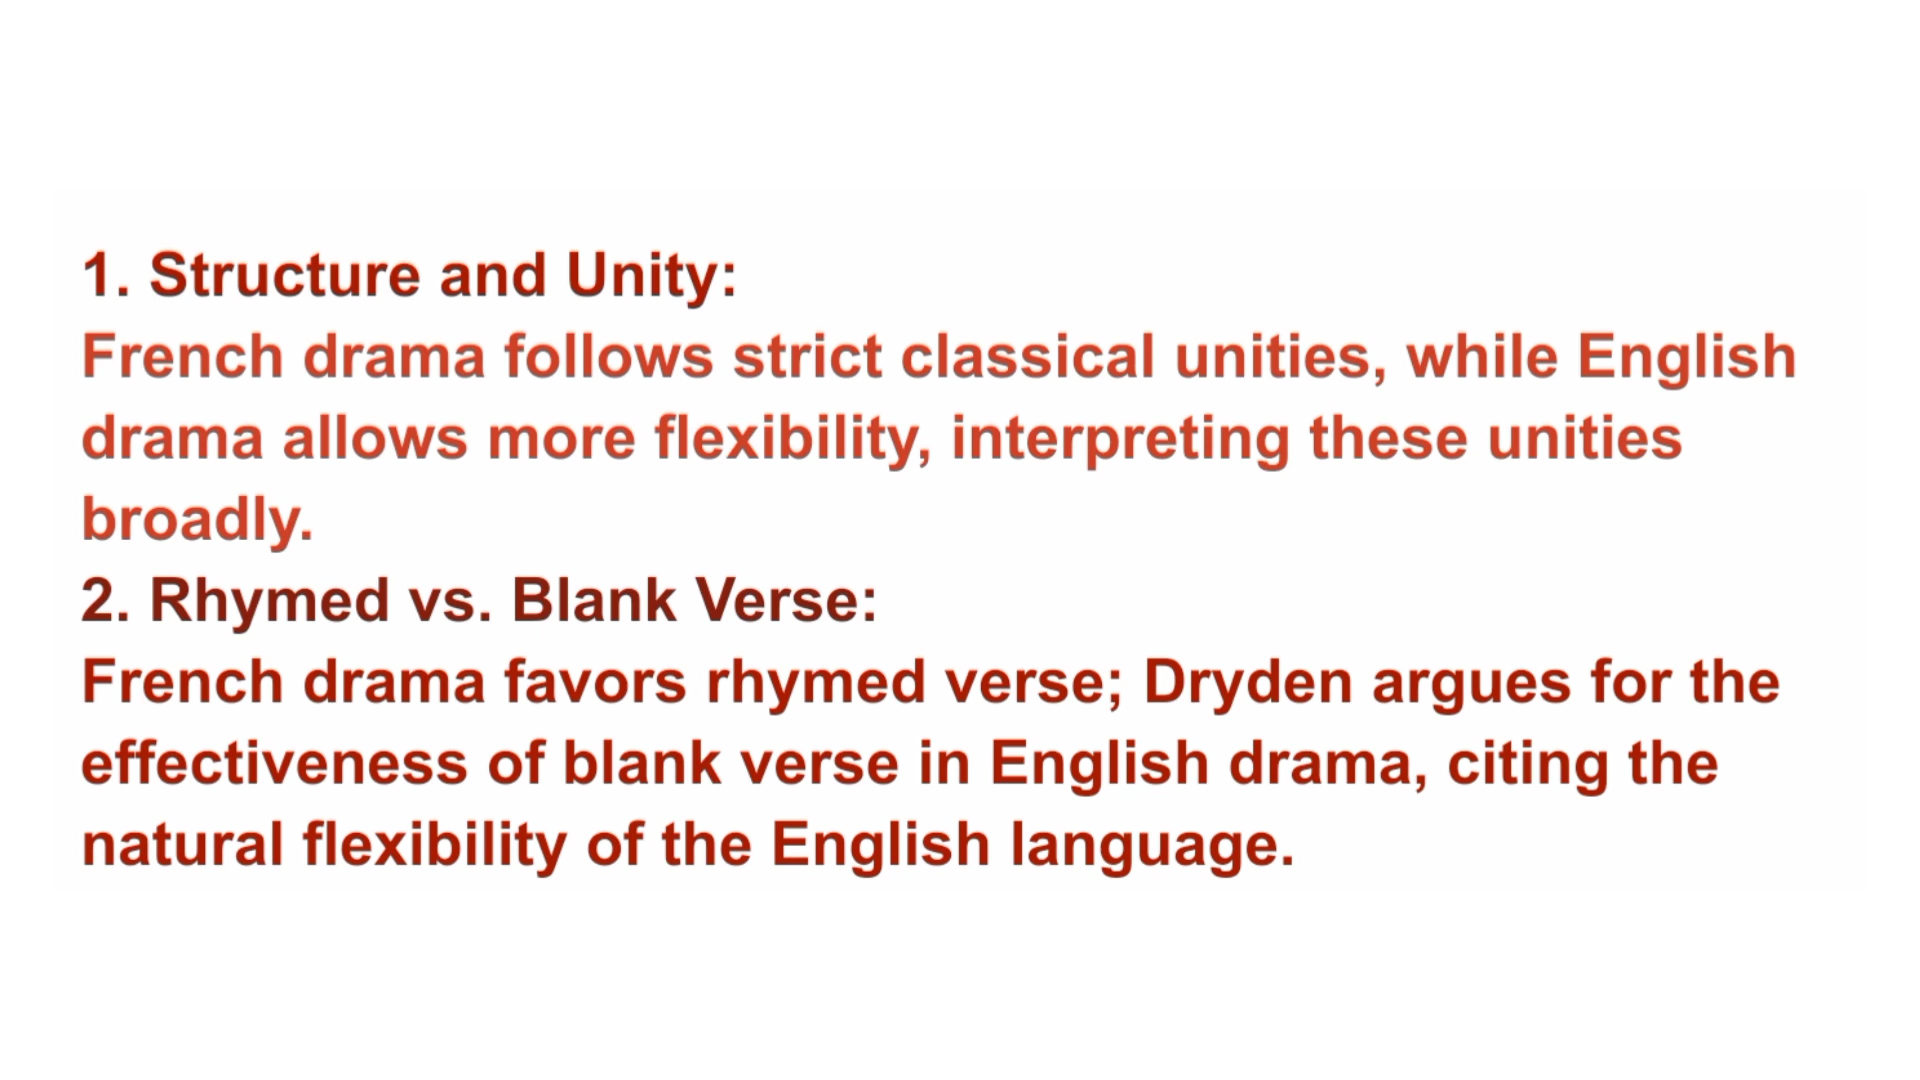 1. Structure and Unity:
French drama follows strict classical unities, while English
drama allows more flexibility, interpreting these unities
broadly.
2. Rhymed vs. Blank Verse:
French drama favors rhymed verse; Dryden argues for the
effectiveness of blank verse in English drama, citing the
natural flexibility of the English language.